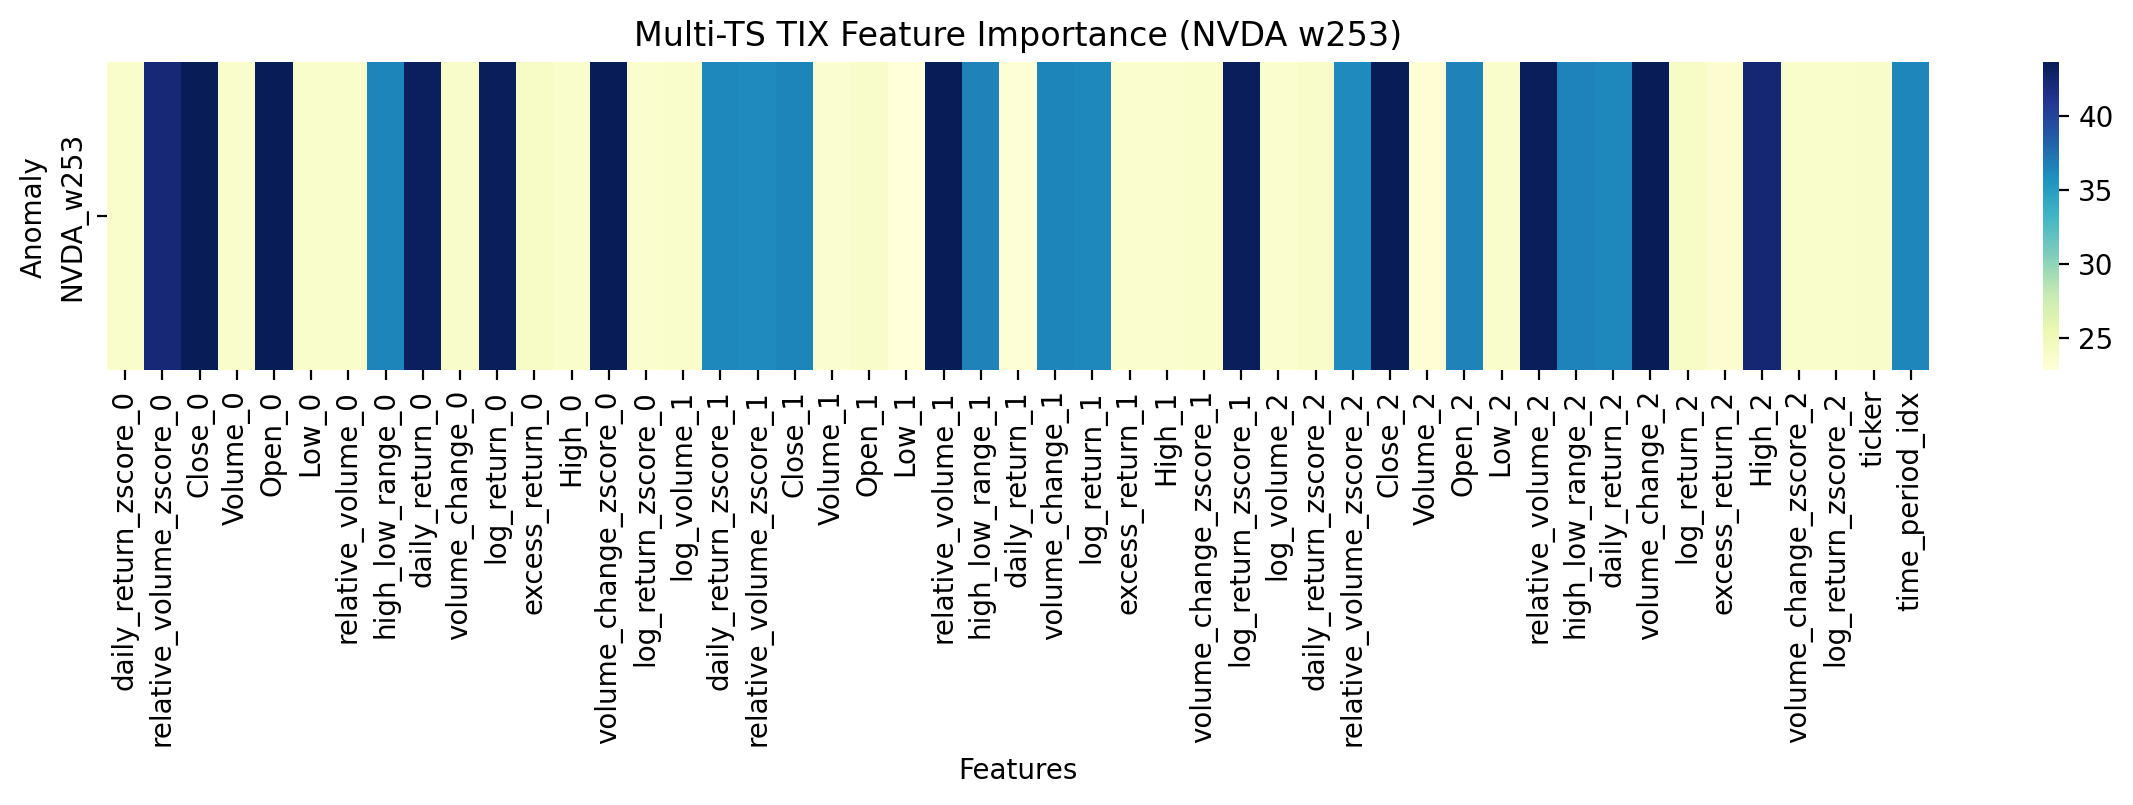 Multi-TS TIX Feature Importance (NVDA w253)
Anomaly
NVDA_w253
40
35
30
25
daily_return_zscore_0
relative_volume_zscore_0
Close_0
Volume_0
Open_0
Low_0
relative_volume_0
high_low_range_0
daily_return_0
volume_change_0
log_return_0
excess_return_0
High_0
volume_change_zscore_0
log_return_zscore_0
log_volume_1
daily_return_zscore_1
relative_volume_zscore_1
Close_1
Volume_1
Open_1
Low_1
relative_volume_1
high_low_range_1
daily_return_1
volume_change_1
log_return_1
excess_return_1
High_1
volume_change_zscore_1
log_return_zscore_1
log_volume_2
daily_return_zscore_2
relative_volume_zscore_2
Close_2
Volume_2
Open_2
Low_2
relative_volume_2
high_low_range_2
daily_return_2
volume_change_2
log_return_2
excess_return_2
High_2
volume_change_zscore_2
log_return_zscore_2
ticker
time_period_idx
Features